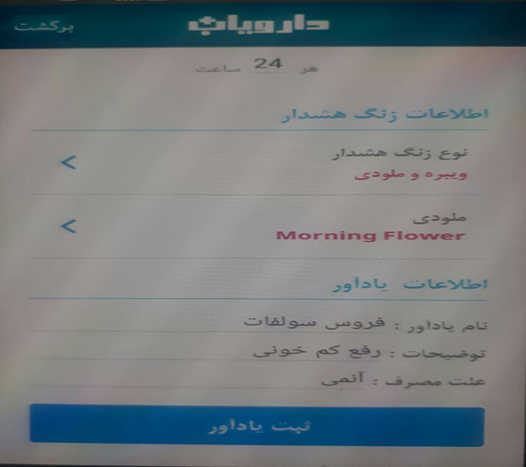 برگشت دارویاب
هر 24 ساعت
اطلاعات زنگ هشدار
نوع زنگ هشدار
ویبره و ملودی
ملودی
Morning Flower
اطلاعات یادآور
نام یادآور : فروس سولفات
توضیحات : رفع کم خونی
علت مصرف : آنمی
ثبت یادآور